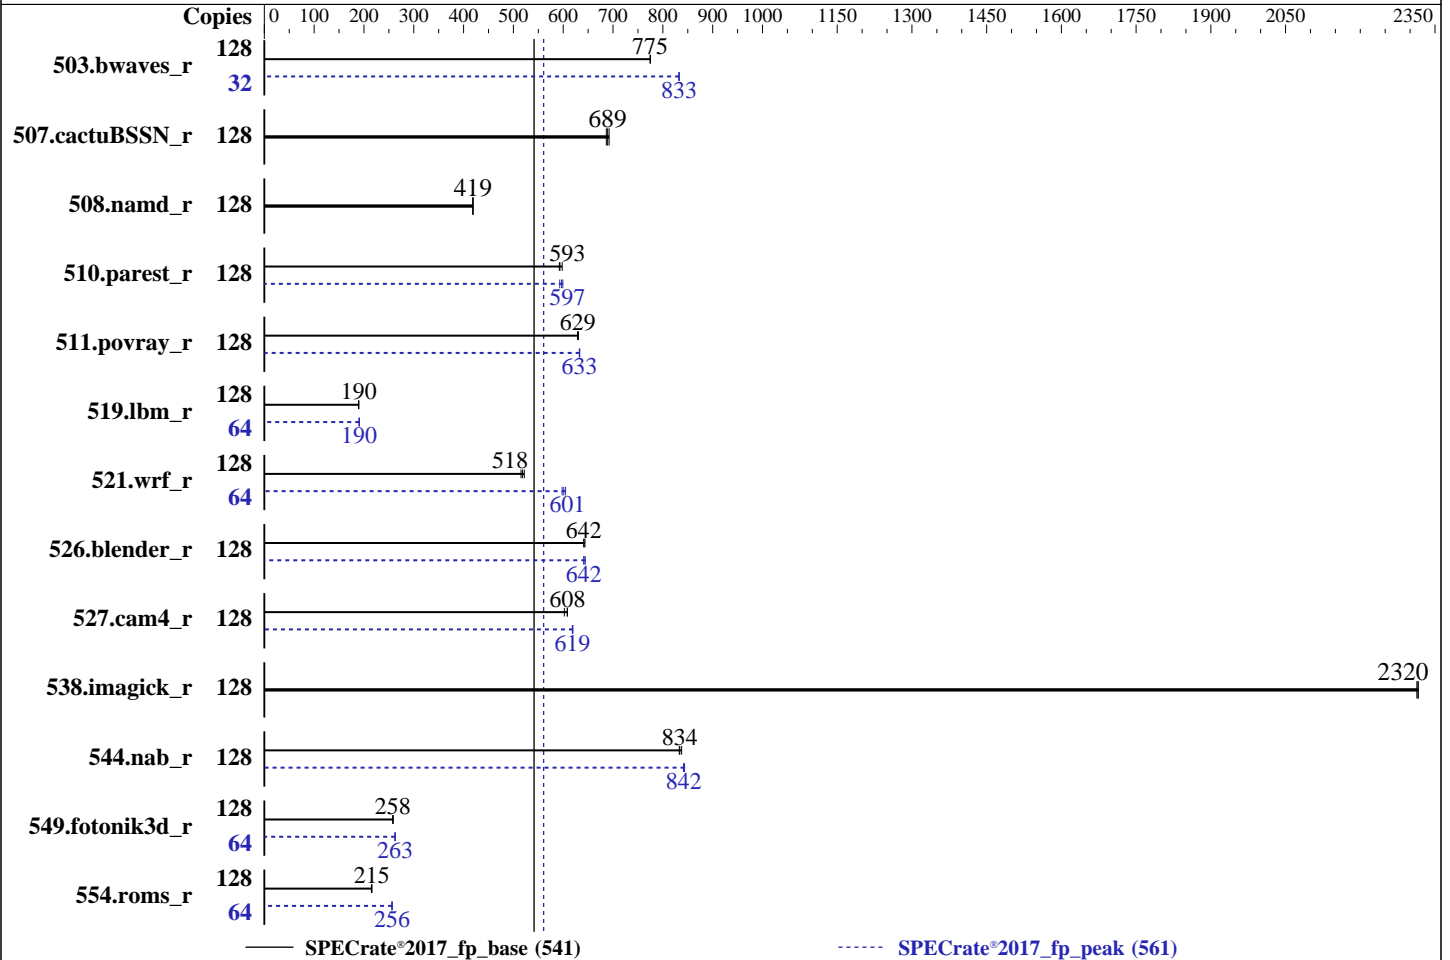 Copies 0 100 200 300 400 500 600 700 800 900 1000 1150 1300 1450 1600 1750 1900 2050 2350
503.bwaves_r 128 775
32 833
507.cactuBSSN_r 128 689
508.namd_r 128 419
510.parest_r 128 593
597
511.povray_r 128 629
633
519.lbm_r 128 190
64 190
521.wrf_r 128 518
64 601
526.blender_r 128 642
642
527.cam4_r 128 608
619
538.imagick_r 128 2320
544.nab_r 128 834
842
549.fotonik3d_r 128 258
64 263
554.roms_r 128 215
64 256
SPECrate®2017_fp_base (541) SPECrate®2017_fp_peak (561)